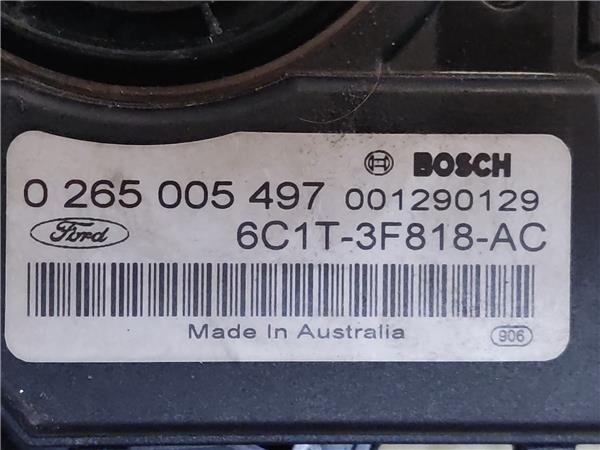 BOSCH
0 265 005 497 001290129
Ford 6C1T-3F818-AC
Made In Australia 906